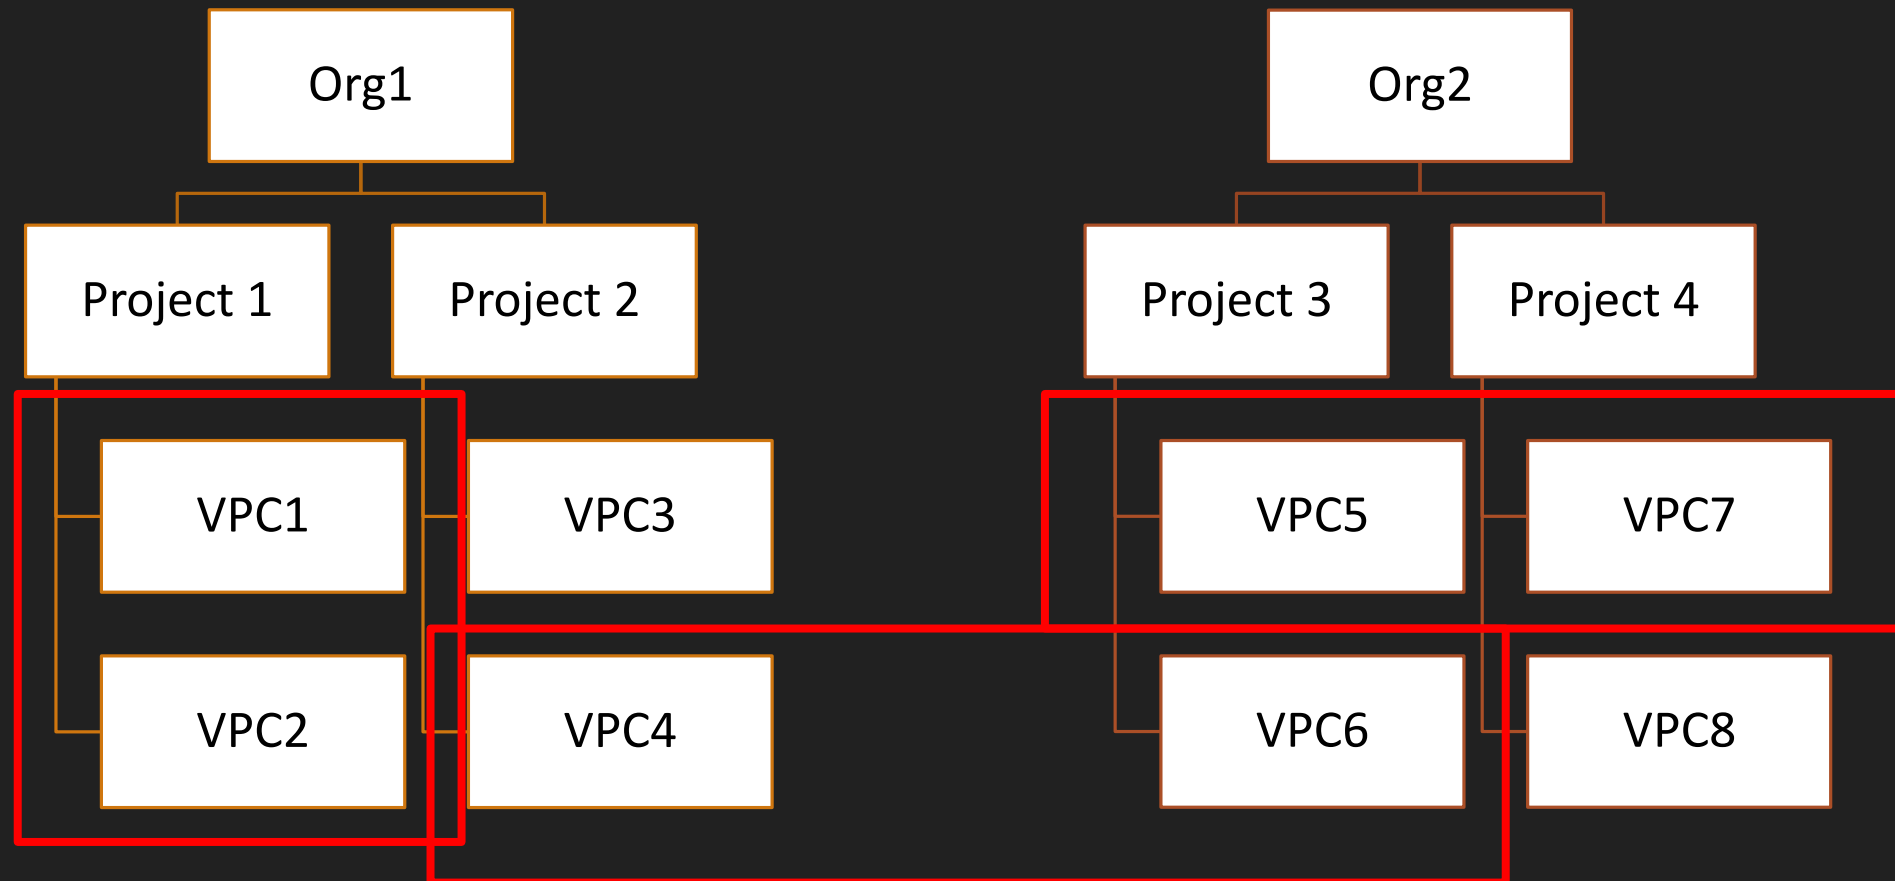 Org1
Org2
Project 1
Project 2
Project 3
Project 4
VPC1
VPC3
VPC5
VPC7
VPC2
VPC4
VPC6
VPC8